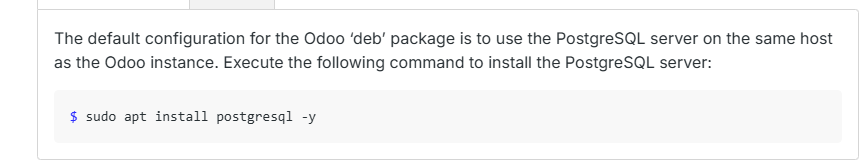 The default configuration for the Odoo ‘deb’ package is to use the PostgreSQL server on the same host
as the Odoo instance. Execute the following command to install the PostgreSQL server:
$ sudo apt install postgresql -y